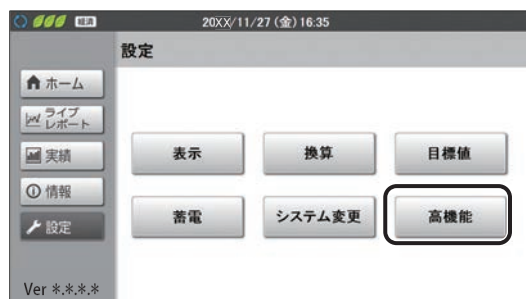 経済 20XX/11/27 (金) 16:35
設定
ホーム
ライブ
レポート
実績
情報
設定
表示 換算 目標値
蓄電 システム変更 高機能
Ver *.*.*.*